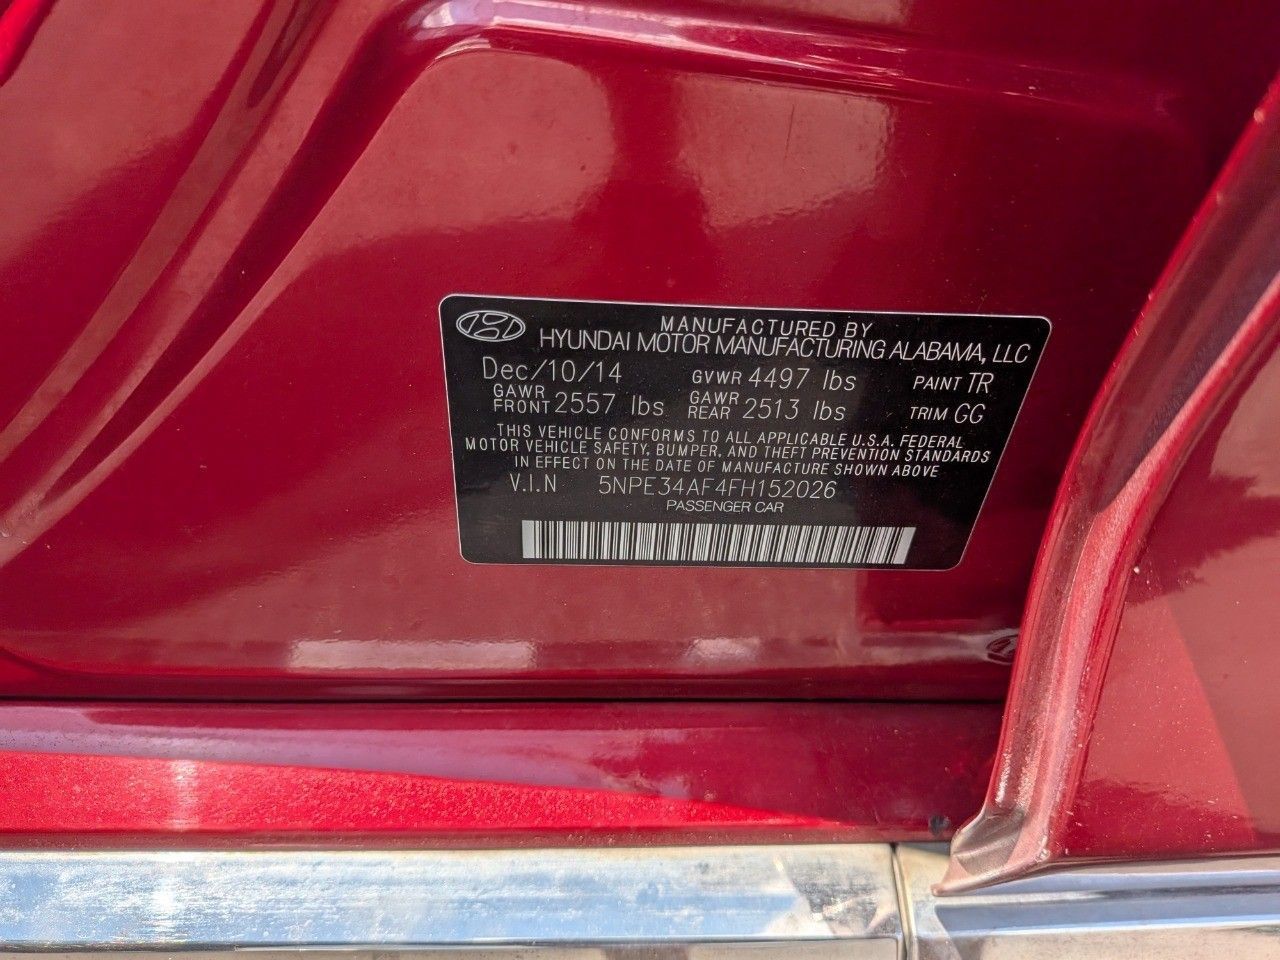 MANUFACTURED BY
HYUNDAI MOTOR MANUFACTURING ALABAMA, LLC
Dec/10/14 GVWR 4497 lbs PAINT TR
GAWR FRONT 2557 lbs GAWR REAR 2513 lbs TRIM GG
THIS VEHICLE CONFORMS TO ALL APPLICABLE U.S.A. FEDERAL
MOTOR VEHICLE SAFETY, BUMPER, AND THEFT PREVENTION STANDARDS
IN EFFECT ON THE DATE OF MANUFACTURE SHOWN ABOVE
V.I.N 5NPE34AF4FH152026
PASSENGER CAR